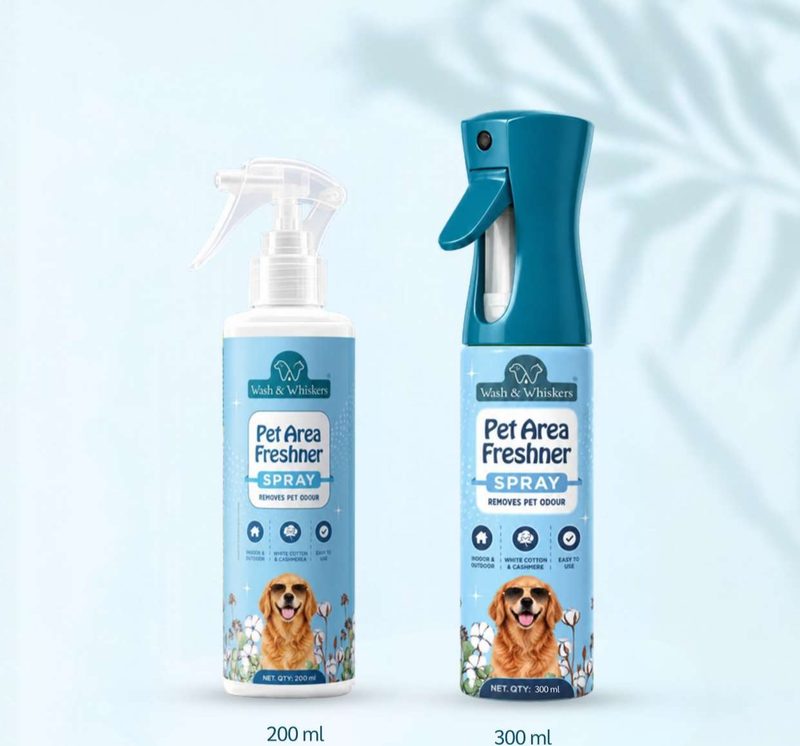 Wash & Whiskers
®
Pet Area
Freshner
SPRAY
REMOVES PET ODOUR
INDOOR &
OUTDOOR
WHITE COTTON
& CASHMEREA
EASY TO
USE
NET. QTY: 200 ml
Wash & Whiskers
®
Pet Area
Freshner
SPRAY
REMOVES PET ODOUR
INDOOR &
OUTDOOR
WHITE COTTON
& CASHMERE
EASY TO
USE
NET. QTY: 300 ml
200 ml
300 ml